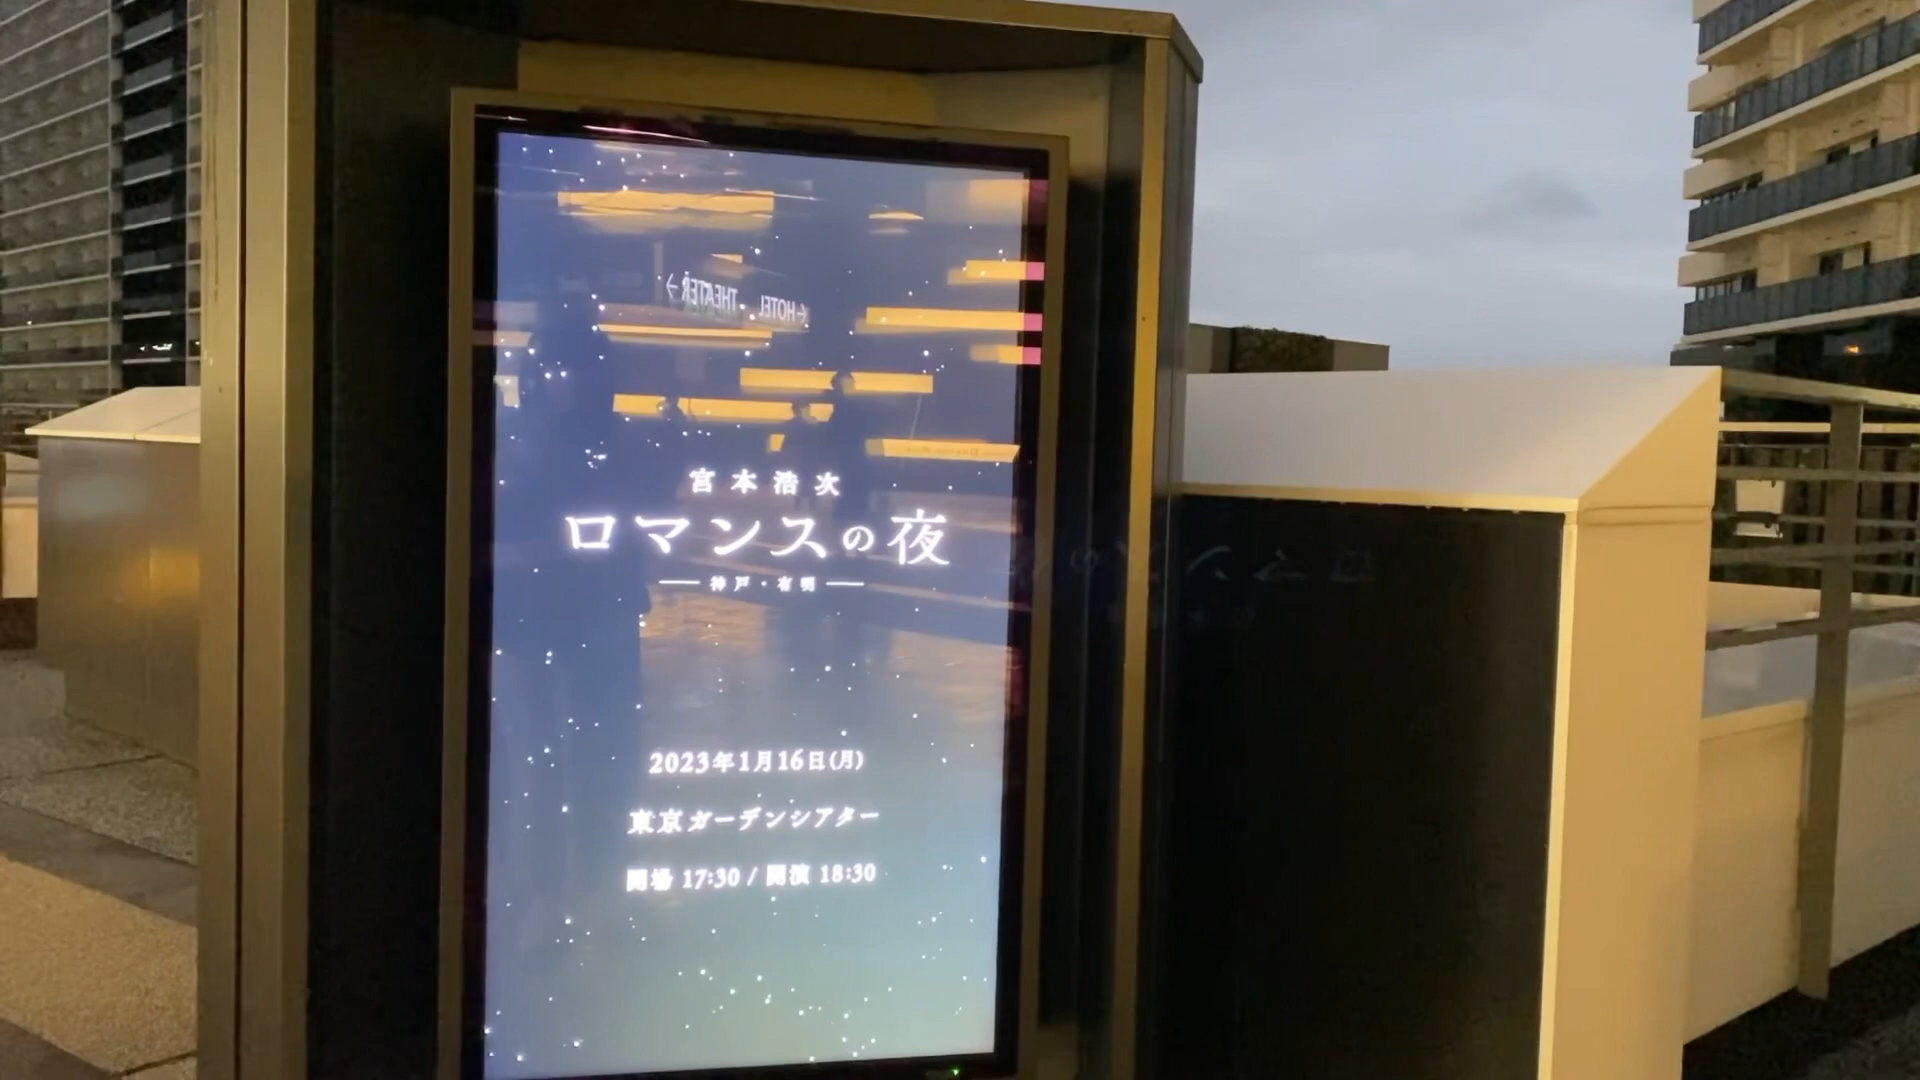 ← HOTEL THEATER →
宮本浩次
ロマンスの夜
神戸・有明
2023年1月16日(月)
東京ガーデンシアター
開場 17:30 / 開演 18:30